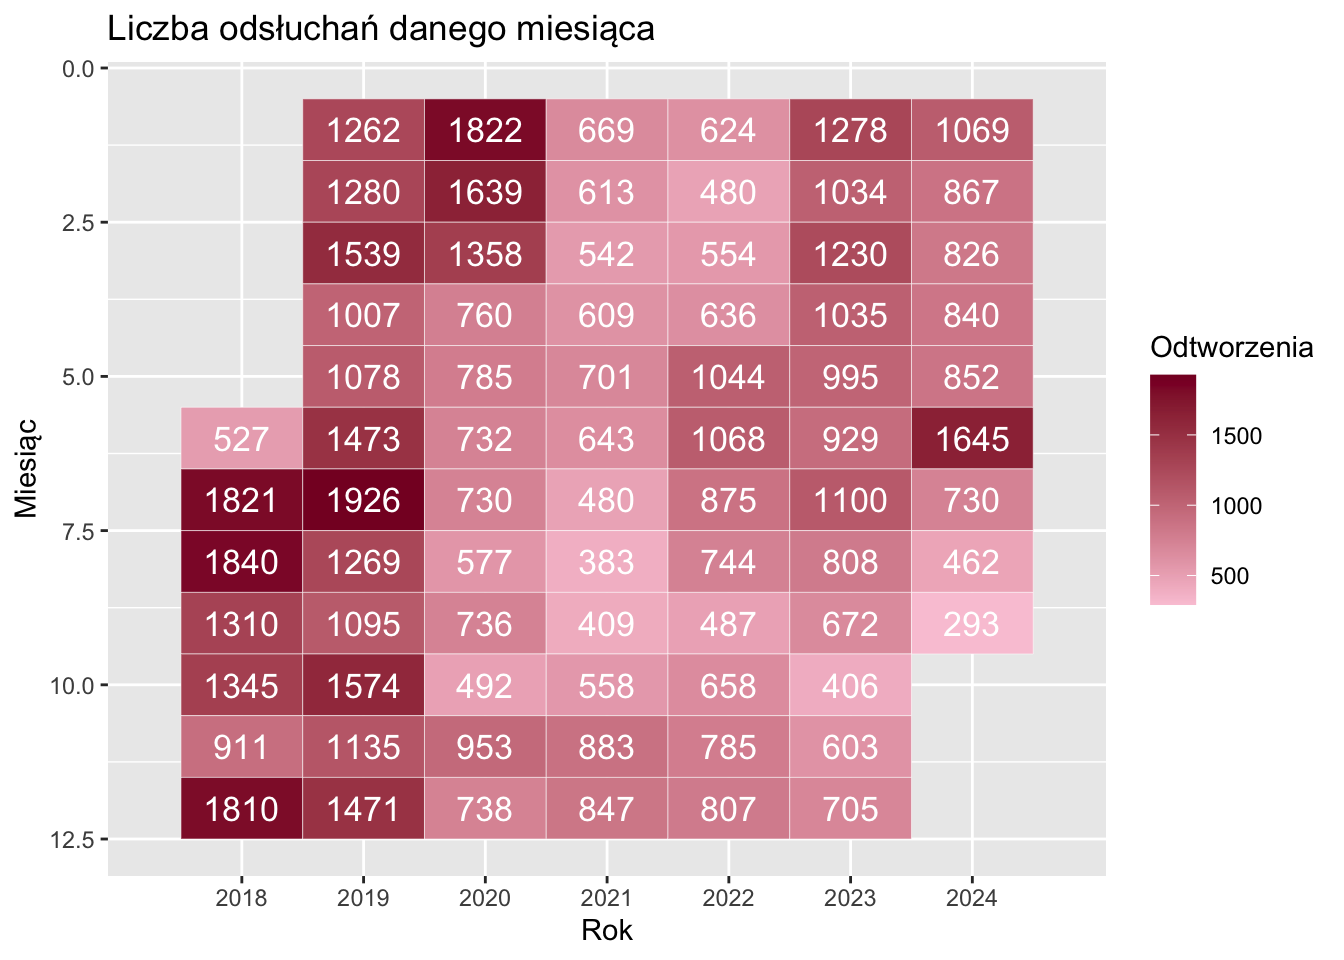 Liczba odsłuchań danego miesiąca
0.0
1262 1822 669 624 1278 1069
1280 1639 613 480 1034 867
2.5
1539 1358 542 554 1230 826
1007 760 609 636 1035 840
Odtworzenia
5.0 1078 785 701 1044 995 852
527 1473 732 643 1068 929 1645 1500
Miesiąc
1821 1926 730 480 875 1100 730 1000
7.5
1840 1269 577 383 744 808 462 500
1310 1095 736 409 487 672 293
10.0 1345 1574 492 558 658 406
911 1135 953 883 785 603
1810 1471 738 847 807 705
12.5
2018 2019 2020 2021 2022 2023 2024
Rok